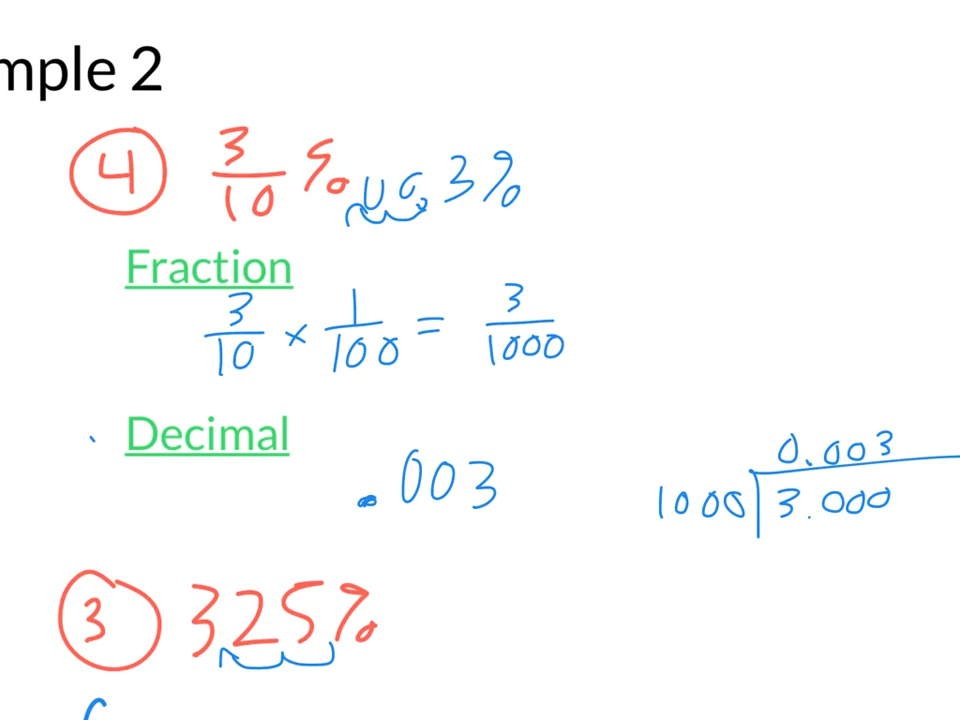 mple 2
4 3/10 % 00.3%
Fraction
3/10 × 1/100 = 3/1000
Decimal
.003
0.003
1000 3.000
3 325%